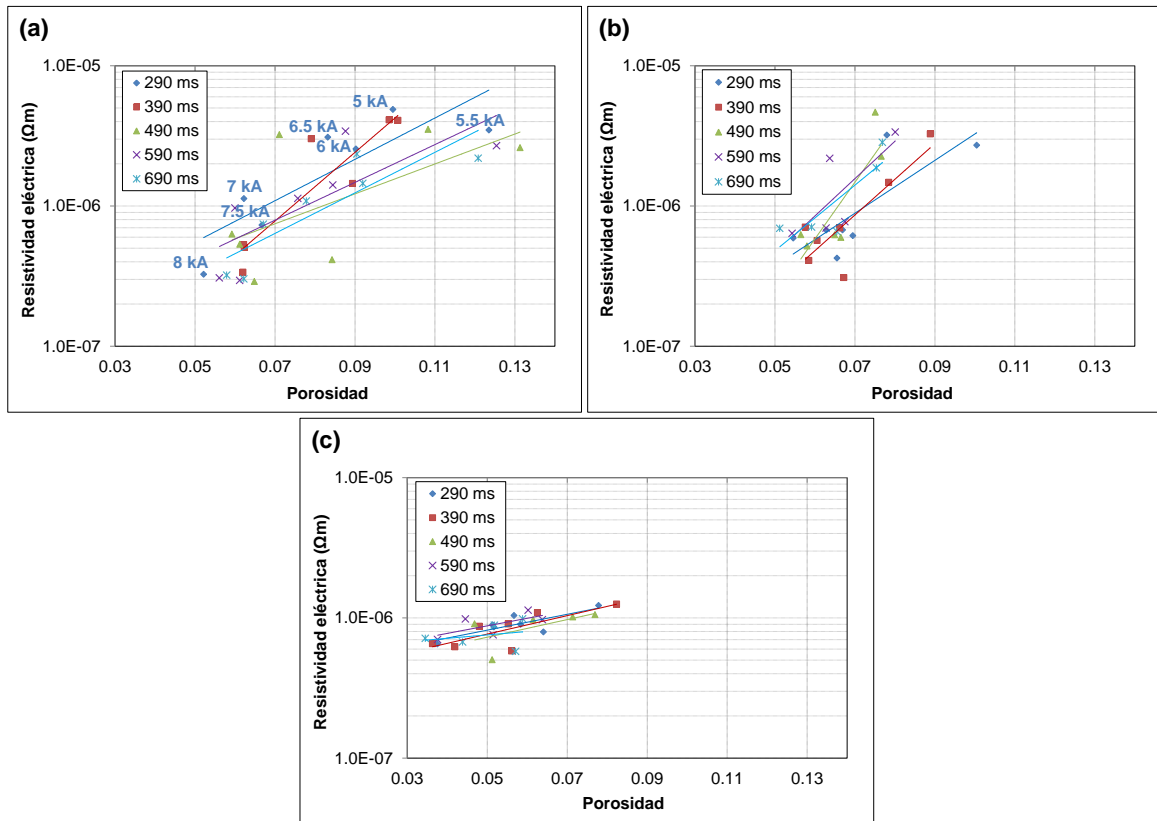 (a)
Resistividad eléctrica (Ωm)
1.0E-05
1.0E-06
1.0E-07
290 ms
390 ms
490 ms
590 ms
690 ms
5 kA
5.5 kA
6.5 kA
6 kA
7 kA
7.5 kA
8 kA
0.03 0.05 0.07 0.09 0.11 0.13
Porosidad
(b)
Resistividad eléctrica (Ωm)
1.0E-05
1.0E-06
1.0E-07
290 ms
390 ms
490 ms
590 ms
690 ms
0.03 0.05 0.07 0.09 0.11 0.13
Porosidad
(c)
Resistividad eléctrica (Ωm)
1.0E-05
1.0E-06
1.0E-07
290 ms
390 ms
490 ms
590 ms
690 ms
0.03 0.05 0.07 0.09 0.11 0.13
Porosidad